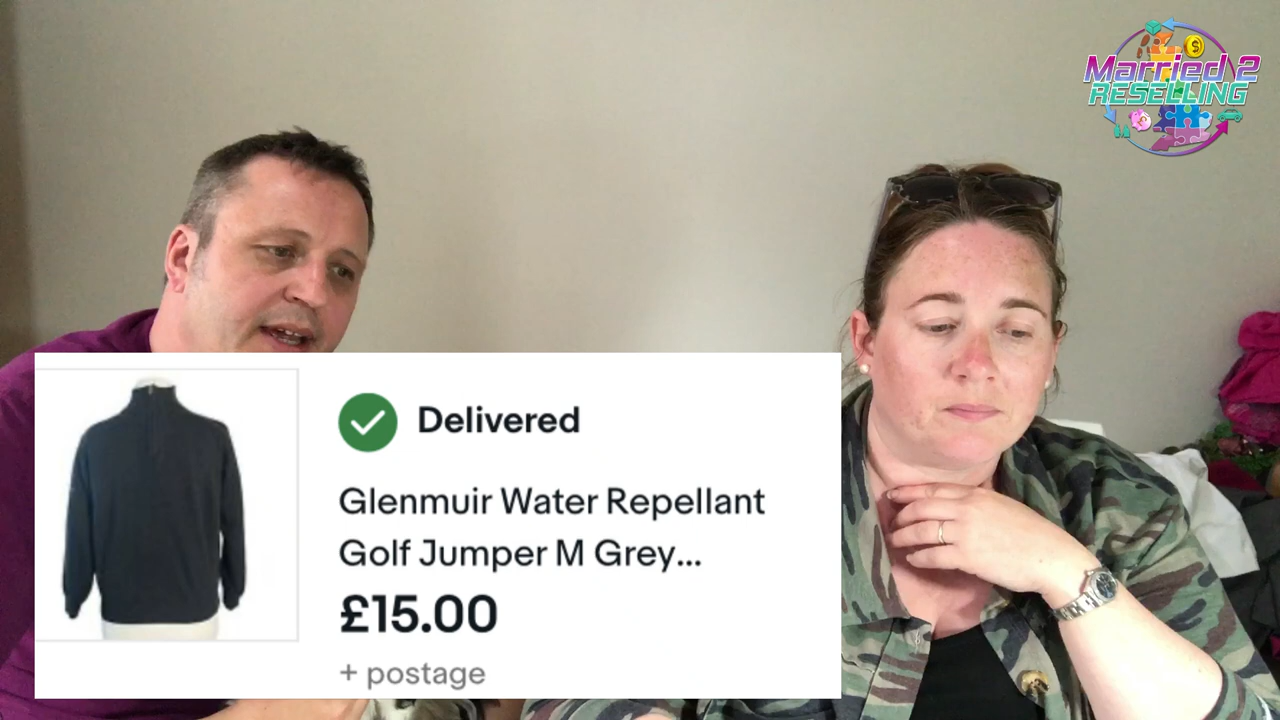 Married 2
RESELLING
Delivered
Glenmuir Water Repellant
Golf Jumper M Grey...
£15.00
+ postage